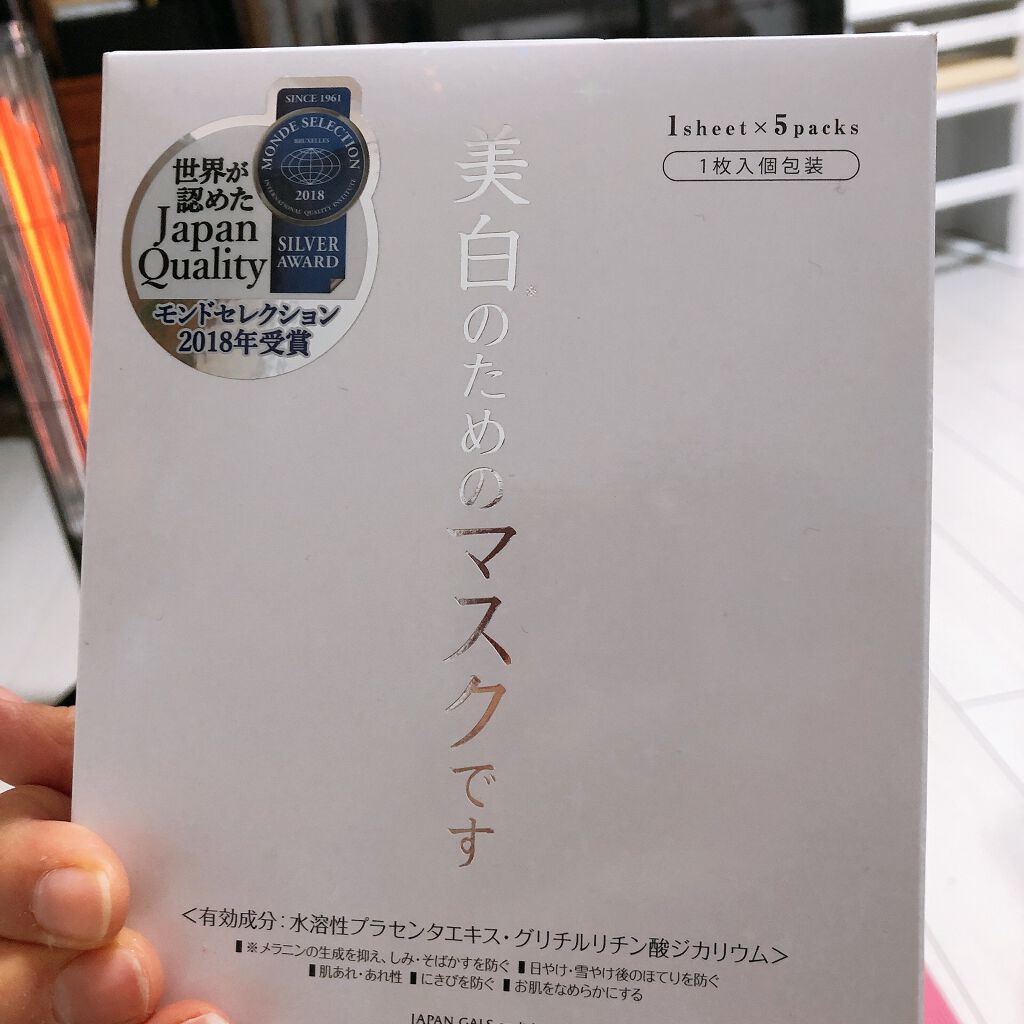 SINCE 1961
MONDE SELECTION
BRUXELLES
2018
INTERNATIONAL QUALITY INSTITUTE
SILVER
AWARD
世界が
認めた
Japan
Quality
モンドセレクション
2018年受賞
1sheet×5packs
1枚入個包装
美白※のためのマスクです
<有効成分:水溶性プラセンタエキス・グリチルリチン酸ジカリウム>
▮※メラニンの生成を抑え、しみ・そばかすを防ぐ ▮日やけ・雪やけ後のほてりを防ぐ
▮肌あれ・あれ性 ▮にきびを防ぐ ▮お肌をなめらかにする
JAPAN GALS